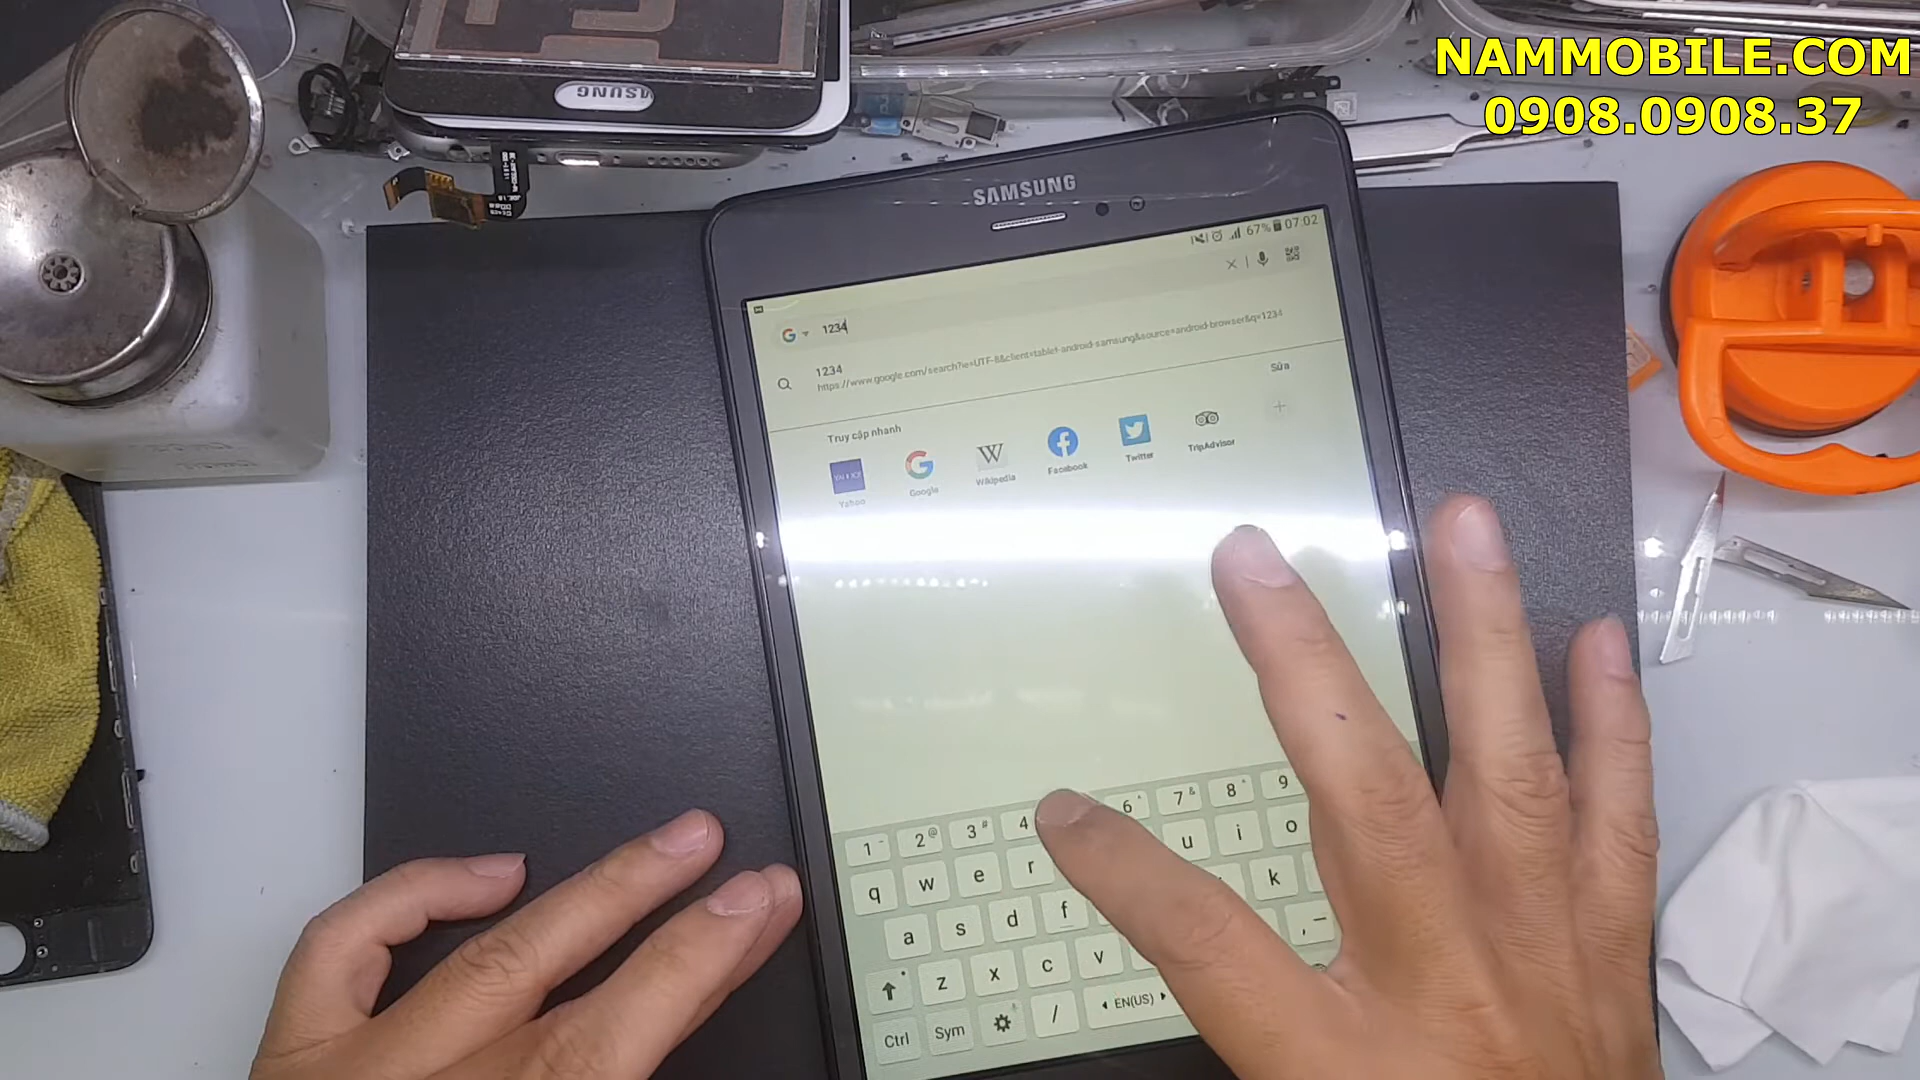 NAMMOBILE.COM
0908.0908.37
SAMSUNG
SAMSUNG
67% 07:02
1234
1234
https://www.google.com/search?ie=UTF-8&client=tablet-android-samsung&source=android-browser&q=1234
Sửa
Truy cập nhanh
Yahoo
Google
Wikipedia
Facebook
Twitter
TripAdvisor
1 2 @ 3 # 4 6 ^ 7 & 8 * 9
q w e r u i o
a s d f k
z x c v , –
Ctrl Sym / EN(US)